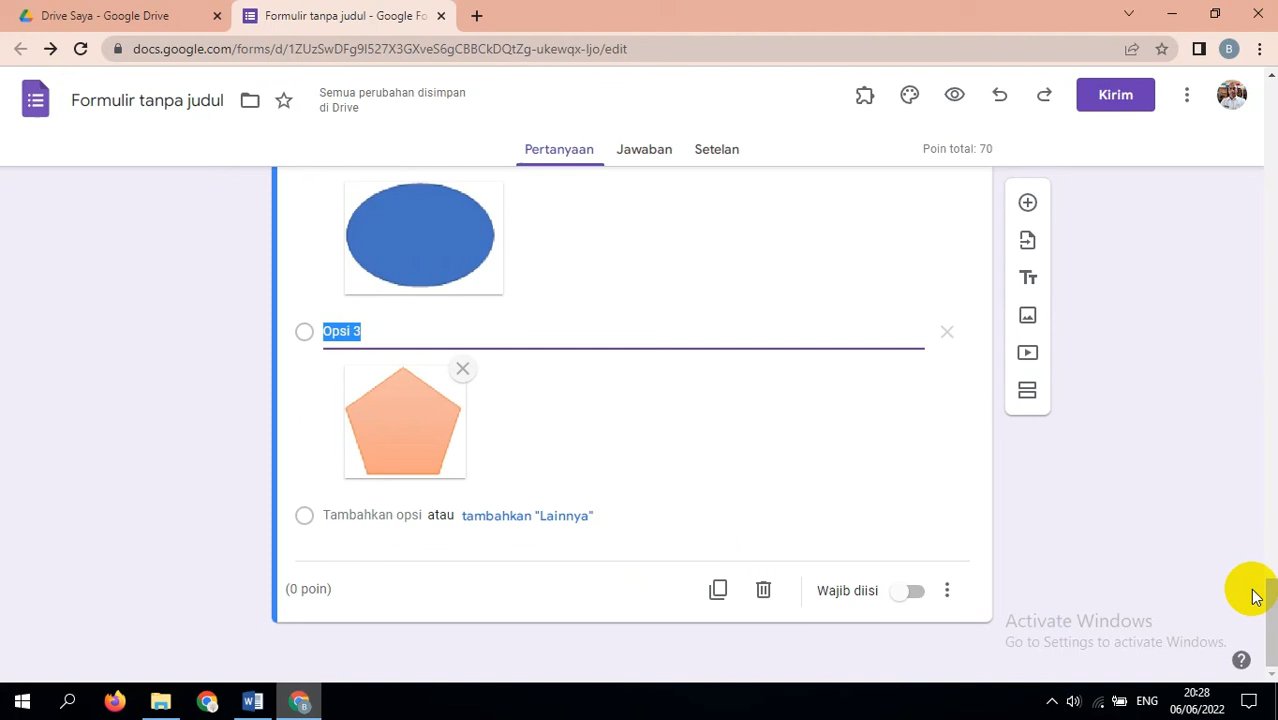 Drive Saya - Google Drive
Formulir tanpa judul - Google Fo
docs.google.com/forms/d/1ZUzSwDFg9I527X3GXveS6gCBBCkDQtZg-ukewqx-ljo/edit
B
Formulir tanpa judul
Semua perubahan disimpan
di Drive
Kirim
Pertanyaan
Jawaban
Setelan
Poin total: 70
Opsi 3
Tambahkan opsi atau tambahkan "Lainnya"
(0 poin)
Wajib diisi
Activate Windows
Go to Settings to activate Windows.
ENG
20:28
06/06/2022